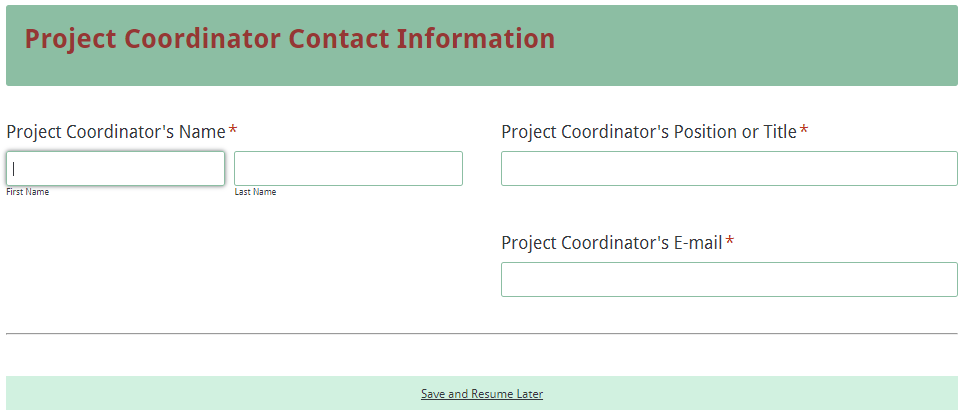 Project Coordinator Contact Information
Project Coordinator's Name*
First Name
Last Name
Project Coordinator's Position or Title*
Project Coordinator's E-mail*
Save and Resume Later